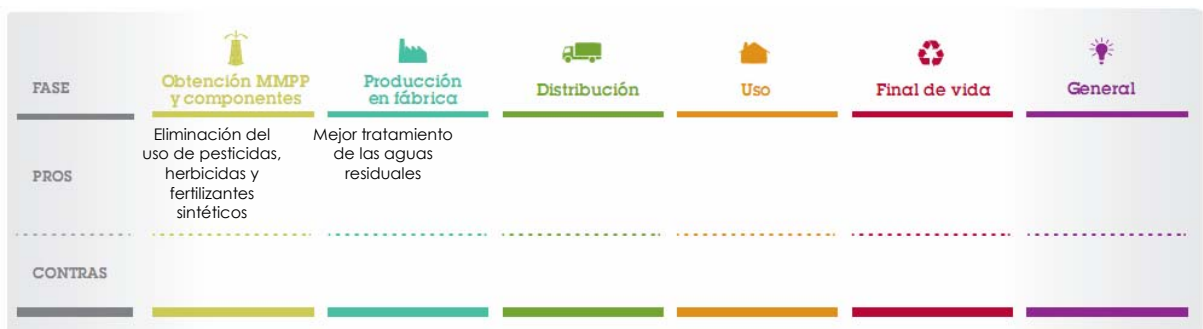 FASE
Obtención MMPP
y componentes
Producción
en fábrica
Distribución
Uso
Final de vida
General
PROS
Eliminación del
uso de pesticidas,
herbicidas y
fertilizantes
sintéticos
Mejor tratamiento
de las aguas
residuales
CONTRAS